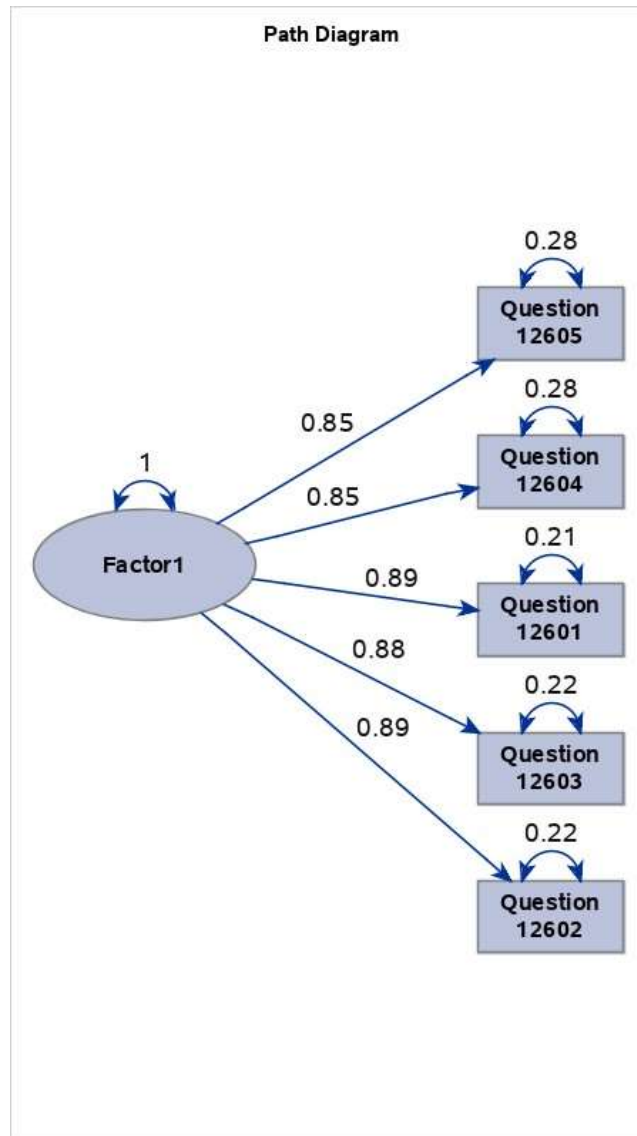 Path Diagram
0.28
Question
12605
0.85
0.28
Question
12604
1
0.85
Factor1
0.21
Question
12601
0.89
0.88
0.22
Question
12603
0.89
0.22
Question
12602